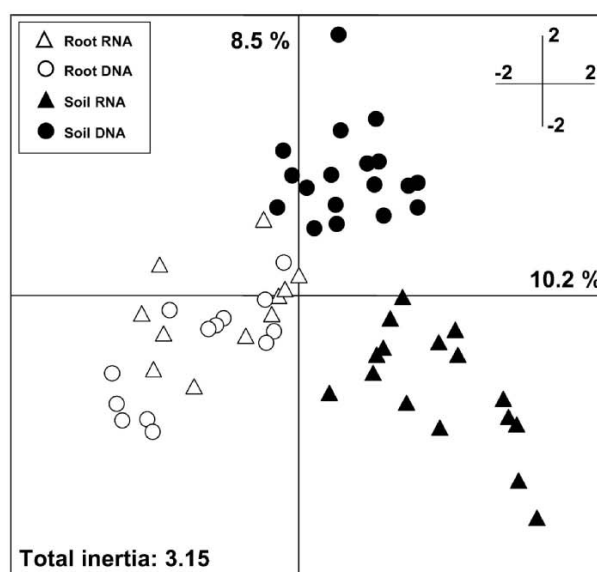 Root RNA
Root DNA
Soil RNA
Soil DNA
8.5 %
2
-2 2
-2
10.2 %
Total inertia: 3.15